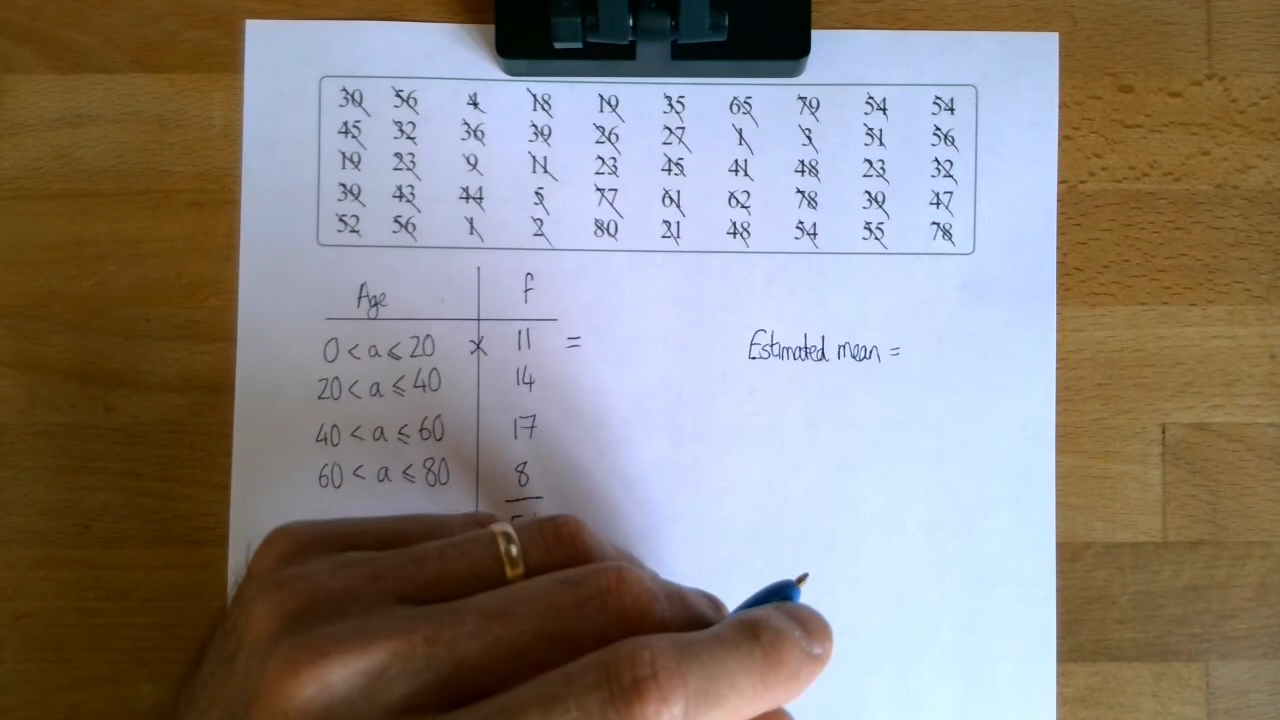 30 56 4 18 19 35 65 79 54 54
45 32 36 39 26 27 1 3 51 56
19 23 9 11 23 45 41 48 23 32
39 43 44 5 77 61 62 78 39 47
52 56 1 2 80 21 48 54 55 78
Age f
0 < a ⩽ 20 × 11 =
20 < a ⩽ 40 14
40 < a ⩽ 60 17
60 < a ⩽ 80 8
Estimated mean =